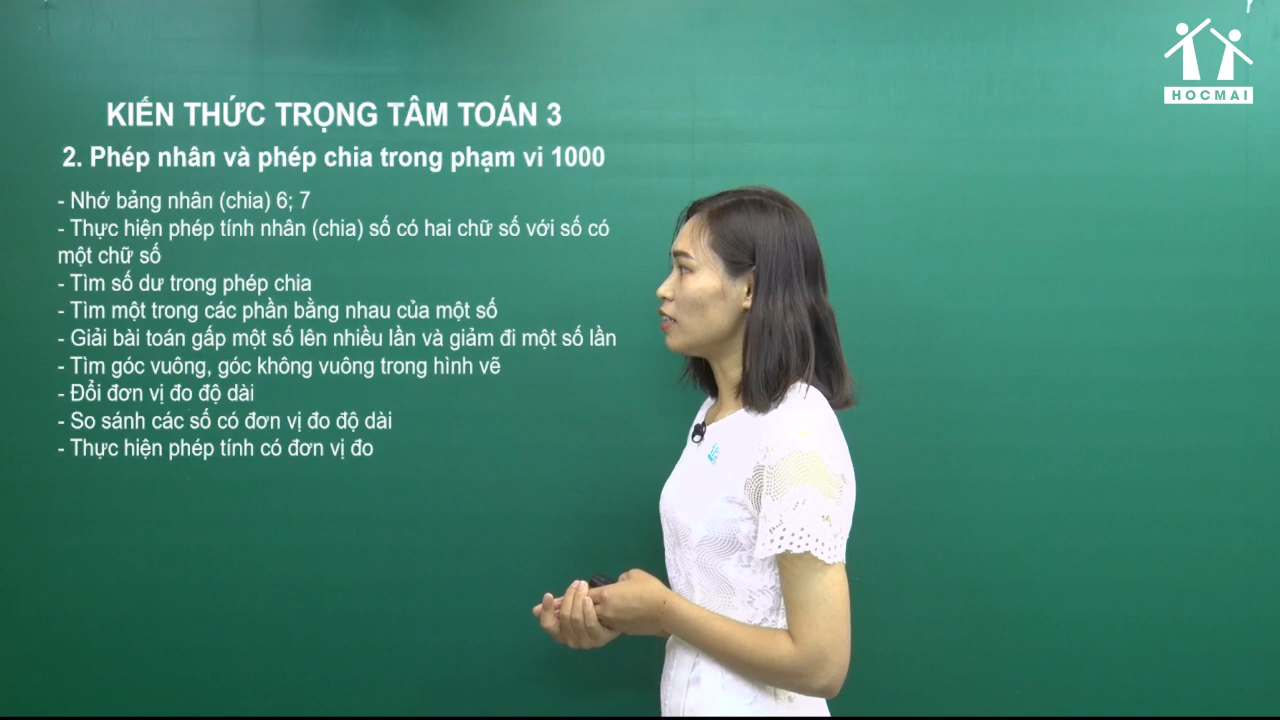 HOCMAI
KIẾN THỨC TRỌNG TÂM TOÁN 3
2. Phép nhân và phép chia trong phạm vi 1000
- Nhớ bảng nhân (chia) 6; 7
- Thực hiện phép tính nhân (chia) số có hai chữ số với số có
một chữ số
- Tìm số dư trong phép chia
- Tìm một trong các phần bằng nhau của một số
- Giải bài toán gấp một số lên nhiều lần và giảm đi một số lần
- Tìm góc vuông, góc không vuông trong hình vẽ
- Đổi đơn vị đo độ dài
- So sánh các số có đơn vị đo độ dài
- Thực hiện phép tính có đơn vị đo